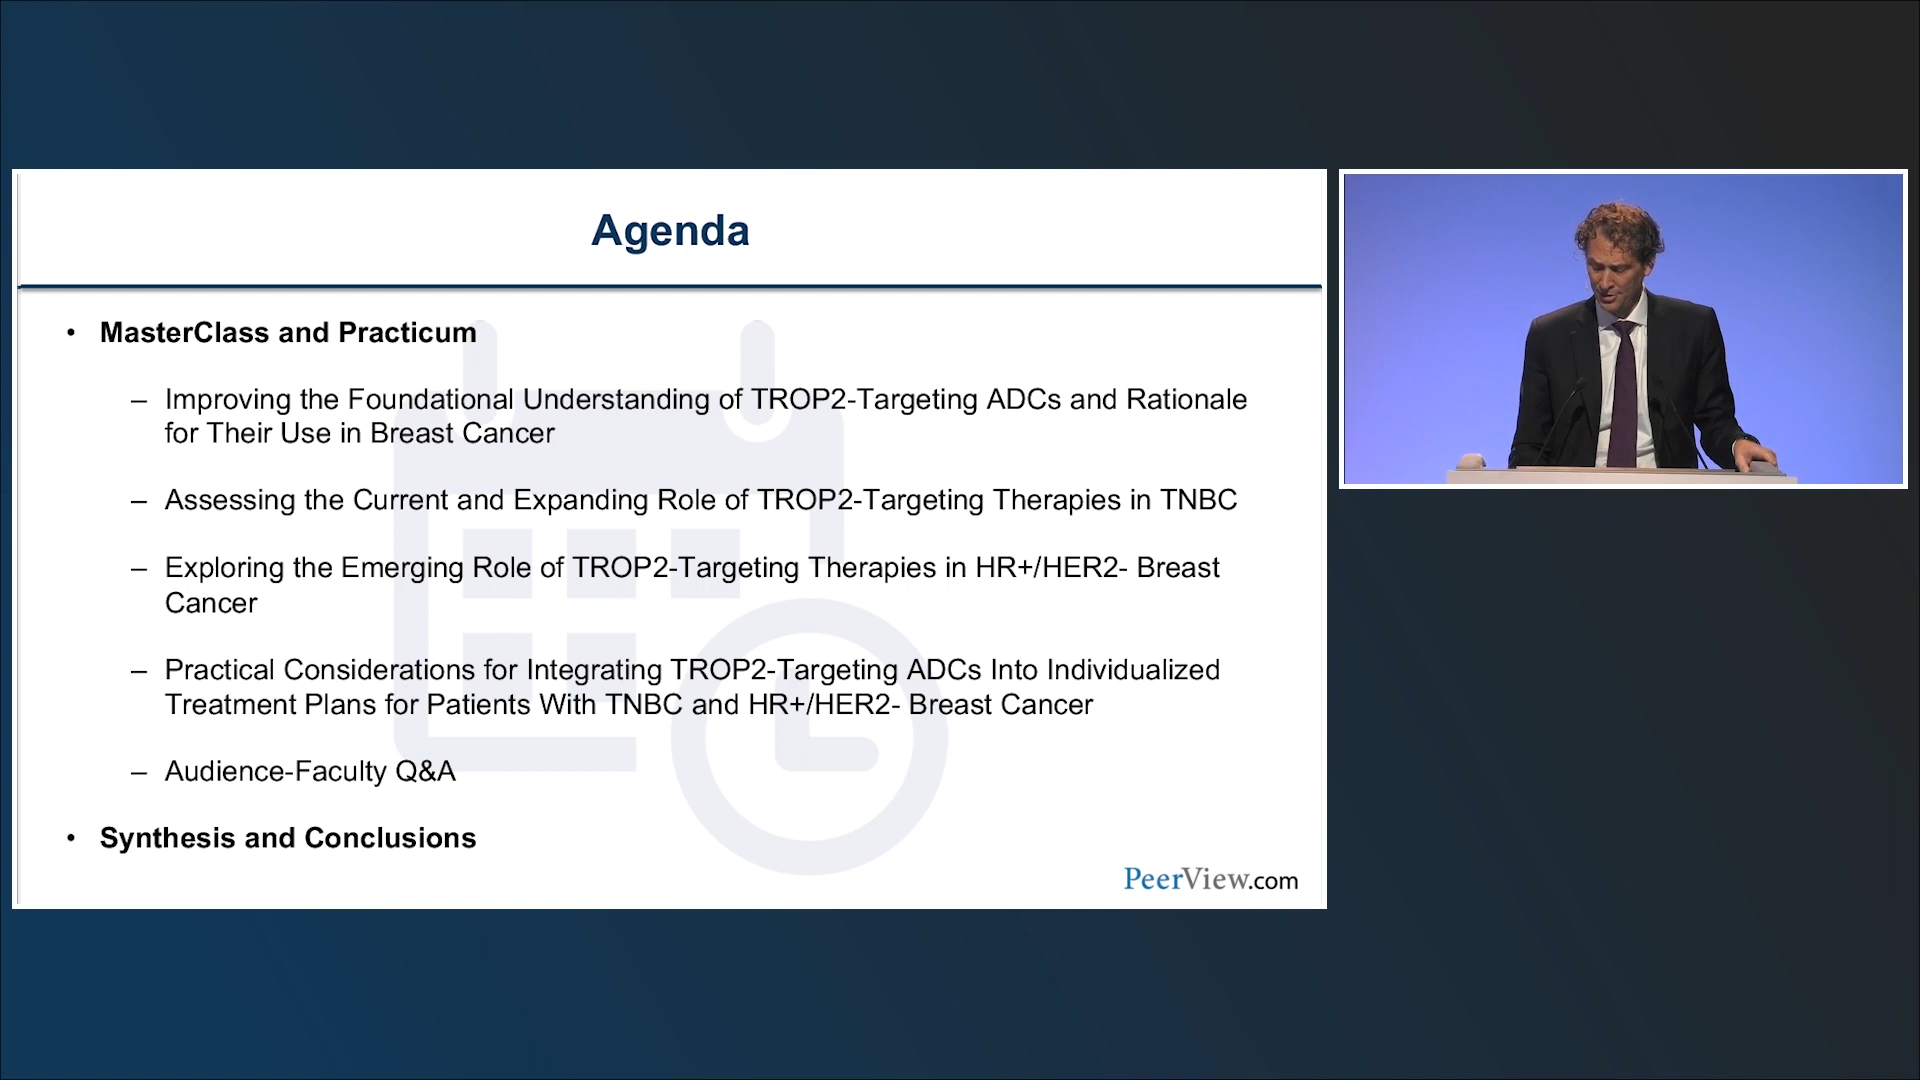 Agenda
• MasterClass and Practicum
– Improving the Foundational Understanding of TROP2-Targeting ADCs and Rationale
for Their Use in Breast Cancer
– Assessing the Current and Expanding Role of TROP2-Targeting Therapies in TNBC
– Exploring the Emerging Role of TROP2-Targeting Therapies in HR+/HER2- Breast
Cancer
– Practical Considerations for Integrating TROP2-Targeting ADCs Into Individualized
Treatment Plans for Patients With TNBC and HR+/HER2- Breast Cancer
– Audience-Faculty Q&A
• Synthesis and Conclusions
PeerView.com